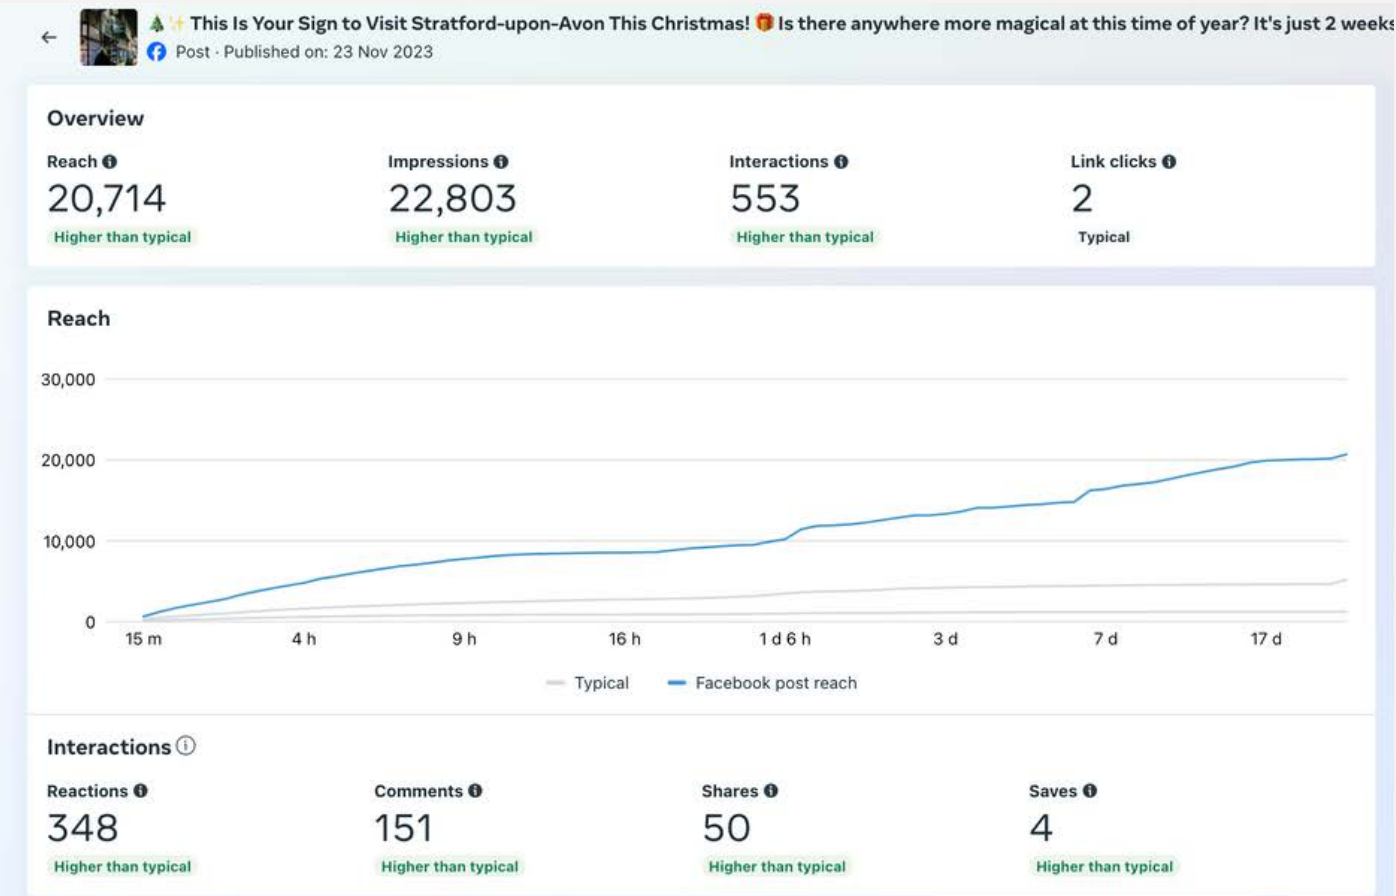 🎄✨ This Is Your Sign to Visit Stratford-upon-Avon This Christmas! 🎁 Is there anywhere more magical at this time of year? It's just 2 weeks
Post · Published on: 23 Nov 2023
Overview
Reach Impressions Interactions Link clicks
20,714 22,803 553 2
Higher than typical Higher than typical Higher than typical Typical
Reach
30,000
20,000
10,000
0
15 m 4 h 9 h 16 h 1 d 6 h 3 d 7 d 17 d
Typical Facebook post reach
Interactions
Reactions Comments Shares Saves
348 151 50 4
Higher than typical Higher than typical Higher than typical Higher than typical